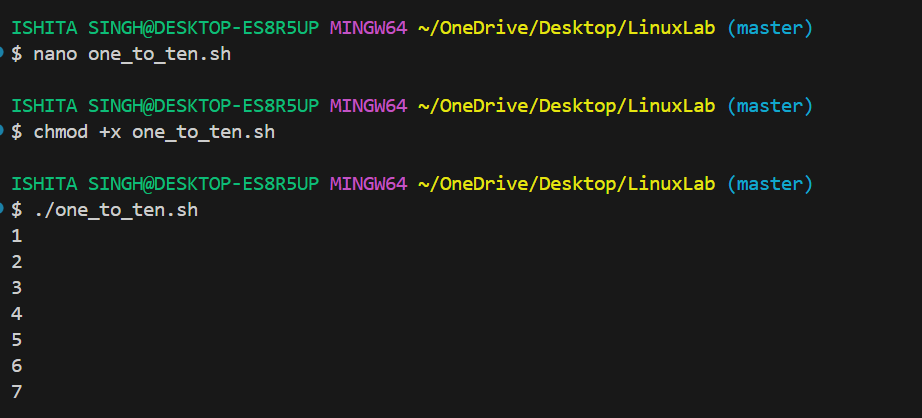 ISHITA SINGH@DESKTOP-ES8R5UP MINGW64 ~/OneDrive/Desktop/LinuxLab (master)
$ nano one_to_ten.sh
ISHITA SINGH@DESKTOP-ES8R5UP MINGW64 ~/OneDrive/Desktop/LinuxLab (master)
$ chmod +x one_to_ten.sh
ISHITA SINGH@DESKTOP-ES8R5UP MINGW64 ~/OneDrive/Desktop/LinuxLab (master)
$ ./one_to_ten.sh
1
2
3
4
5
6
7